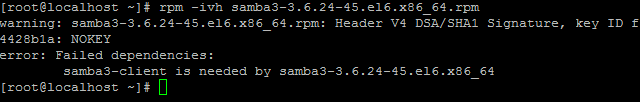 [root@localhost ~]# rpm -ivh samba3-3.6.24-45.el6.x86_64.rpm
warning: samba3-3.6.24-45.el6.x86_64.rpm: Header V4 DSA/SHA1 Signature, key ID f
4428b1a: NOKEY
error: Failed dependencies:
        samba3-client is needed by samba3-3.6.24-45.el6.x86_64
[root@localhost ~]#